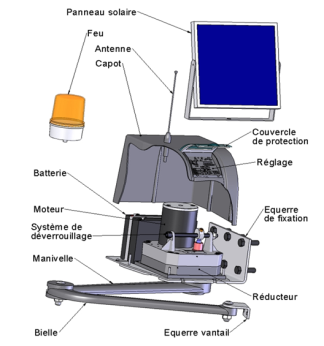 Panneau solaire
Feu
Antenne
Capot
Couvercle
de protection
Réglage
Batterie
Moteur
Système de
déverrouillage
Equerre
de fixation
Manivelle
Réducteur
Bielle
Equerre vantail